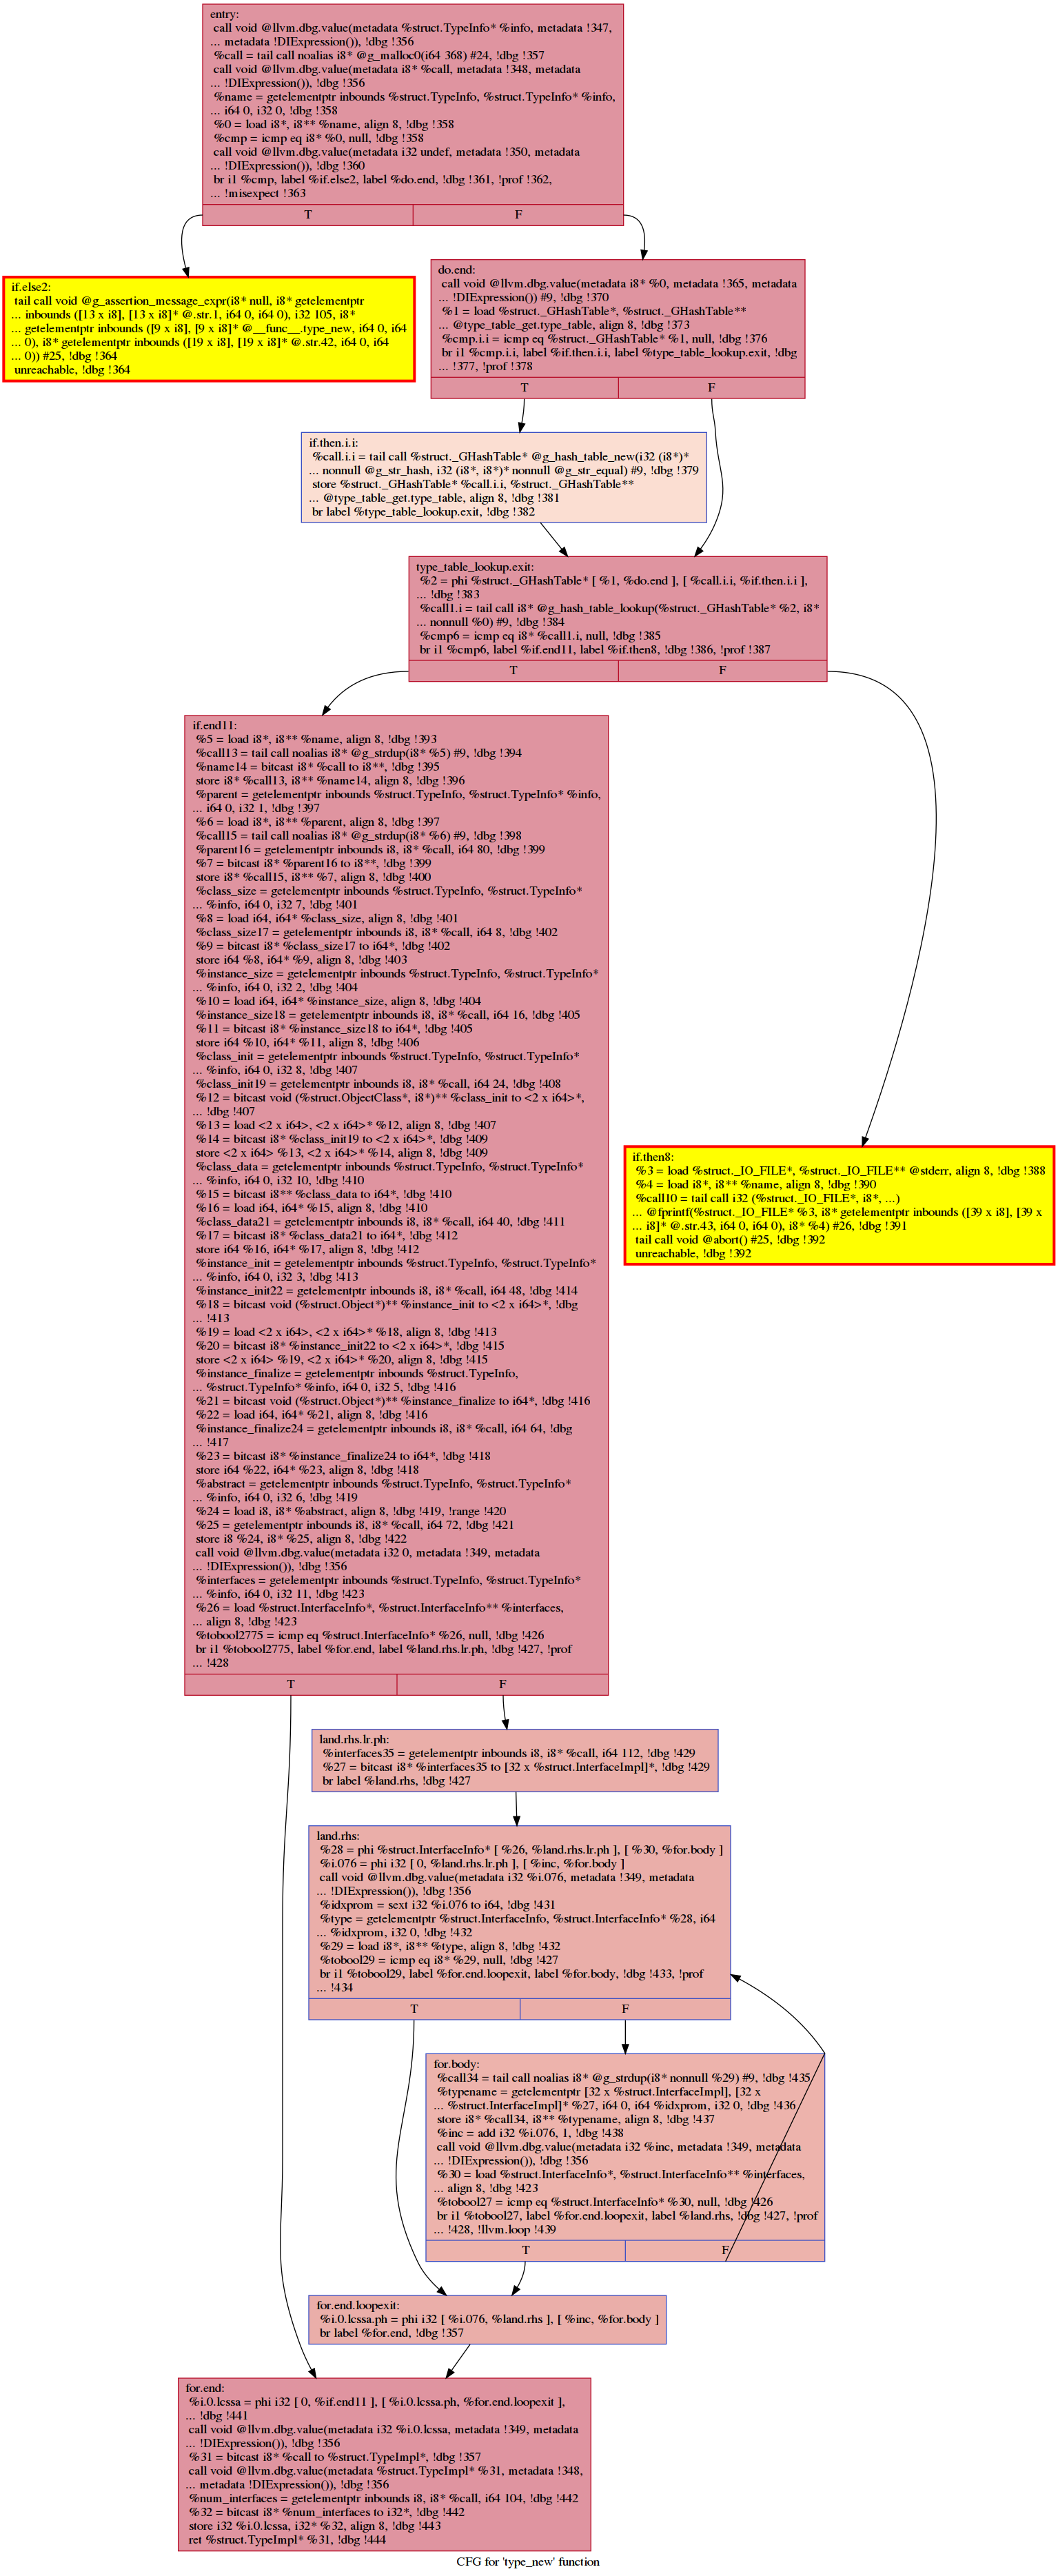 entry:
call void @llvm.dbg.value(metadata %struct.TypeInfo* %info, metadata !347,
... metadata !DIExpression()), !dbg !356
%call = tail call noalias i8* @g_malloc0(i64 368) #24, !dbg !357
call void @llvm.dbg.value(metadata i8* %call, metadata !348, metadata
... !DIExpression()), !dbg !356
%name = getelementptr inbounds %struct.TypeInfo, %struct.TypeInfo* %info,
... i64 0, i32 0, !dbg !358
%0 = load i8*, i8** %name, align 8, !dbg !358
%cmp = icmp eq i8* %0, null, !dbg !358
call void @llvm.dbg.value(metadata i32 undef, metadata !350, metadata
... !DIExpression()), !dbg !360
br i1 %cmp, label %if.else2, label %do.end, !dbg !361, !prof !362,
... !misexpect !363
T F
if.else2:
tail call void @g_assertion_message_expr(i8* null, i8* getelementptr
... inbounds ([13 x i8], [13 x i8]* @.str.1, i64 0, i64 0), i32 105, i8*
... getelementptr inbounds ([9 x i8], [9 x i8]* @__func__.type_new, i64 0, i64
... 0), i8* getelementptr inbounds ([19 x i8], [19 x i8]* @.str.42, i64 0, i64
... 0)) #25, !dbg !364
unreachable, !dbg !364
do.end:
call void @llvm.dbg.value(metadata i8* %0, metadata !365, metadata
... !DIExpression()) #9, !dbg !370
%1 = load %struct._GHashTable*, %struct._GHashTable**
... @type_table_get.type_table, align 8, !dbg !373
%cmp.i.i = icmp eq %struct._GHashTable* %1, null, !dbg !376
br i1 %cmp.i.i, label %if.then.i.i, label %type_table_lookup.exit, !dbg
... !377, !prof !378
T F
if.then.i.i:
%call.i.i = tail call %struct._GHashTable* @g_hash_table_new(i32 (i8*)*
... nonnull @g_str_hash, i32 (i8*, i8*)* nonnull @g_str_equal) #9, !dbg !379
store %struct._GHashTable* %call.i.i, %struct._GHashTable**
... @type_table_get.type_table, align 8, !dbg !381
br label %type_table_lookup.exit, !dbg !382
type_table_lookup.exit:
%2 = phi %struct._GHashTable* [ %1, %do.end ], [ %call.i.i, %if.then.i.i ],
... !dbg !383
%call1.i = tail call i8* @g_hash_table_lookup(%struct._GHashTable* %2, i8*
... nonnull %0) #9, !dbg !384
%cmp6 = icmp eq i8* %call1.i, null, !dbg !385
br i1 %cmp6, label %if.end11, label %if.then8, !dbg !386, !prof !387
T F
if.end11:
%5 = load i8*, i8** %name, align 8, !dbg !393
%call13 = tail call noalias i8* @g_strdup(i8* %5) #9, !dbg !394
%name14 = bitcast i8* %call to i8**, !dbg !395
store i8* %call13, i8** %name14, align 8, !dbg !396
%parent = getelementptr inbounds %struct.TypeInfo, %struct.TypeInfo* %info,
... i64 0, i32 1, !dbg !397
%6 = load i8*, i8** %parent, align 8, !dbg !397
%call15 = tail call noalias i8* @g_strdup(i8* %6) #9, !dbg !398
%parent16 = getelementptr inbounds i8, i8* %call, i64 80, !dbg !399
%7 = bitcast i8* %parent16 to i8**, !dbg !399
store i8* %call15, i8** %7, align 8, !dbg !400
%class_size = getelementptr inbounds %struct.TypeInfo, %struct.TypeInfo*
... %info, i64 0, i32 7, !dbg !401
%8 = load i64, i64* %class_size, align 8, !dbg !401
%class_size17 = getelementptr inbounds i8, i8* %call, i64 8, !dbg !402
%9 = bitcast i8* %class_size17 to i64*, !dbg !402
store i64 %8, i64* %9, align 8, !dbg !403
%instance_size = getelementptr inbounds %struct.TypeInfo, %struct.TypeInfo*
... %info, i64 0, i32 2, !dbg !404
%10 = load i64, i64* %instance_size, align 8, !dbg !404
%instance_size18 = getelementptr inbounds i8, i8* %call, i64 16, !dbg !405
%11 = bitcast i8* %instance_size18 to i64*, !dbg !405
store i64 %10, i64* %11, align 8, !dbg !406
%class_init = getelementptr inbounds %struct.TypeInfo, %struct.TypeInfo*
... %info, i64 0, i32 8, !dbg !407
%class_init19 = getelementptr inbounds i8, i8* %call, i64 24, !dbg !408
%12 = bitcast void (%struct.ObjectClass*, i8*)** %class_init to <2 x i64>*,
... !dbg !407
%13 = load <2 x i64>, <2 x i64>* %12, align 8, !dbg !407
%14 = bitcast i8* %class_init19 to <2 x i64>*, !dbg !409
store <2 x i64> %13, <2 x i64>* %14, align 8, !dbg !409
%class_data = getelementptr inbounds %struct.TypeInfo, %struct.TypeInfo*
... %info, i64 0, i32 10, !dbg !410
%15 = bitcast i8** %class_data to i64*, !dbg !410
%16 = load i64, i64* %15, align 8, !dbg !410
%class_data21 = getelementptr inbounds i8, i8* %call, i64 40, !dbg !411
%17 = bitcast i8* %class_data21 to i64*, !dbg !412
store i64 %16, i64* %17, align 8, !dbg !412
%instance_init = getelementptr inbounds %struct.TypeInfo, %struct.TypeInfo*
... %info, i64 0, i32 3, !dbg !413
%instance_init22 = getelementptr inbounds i8, i8* %call, i64 48, !dbg !414
%18 = bitcast void (%struct.Object*)** %instance_init to <2 x i64>*, !dbg
... !413
%19 = load <2 x i64>, <2 x i64>* %18, align 8, !dbg !413
%20 = bitcast i8* %instance_init22 to <2 x i64>*, !dbg !415
store <2 x i64> %19, <2 x i64>* %20, align 8, !dbg !415
%instance_finalize = getelementptr inbounds %struct.TypeInfo,
... %struct.TypeInfo* %info, i64 0, i32 5, !dbg !416
%21 = bitcast void (%struct.Object*)** %instance_finalize to i64*, !dbg !416
%22 = load i64, i64* %21, align 8, !dbg !416
%instance_finalize24 = getelementptr inbounds i8, i8* %call, i64 64, !dbg
... !417
%23 = bitcast i8* %instance_finalize24 to i64*, !dbg !418
store i64 %22, i64* %23, align 8, !dbg !418
%abstract = getelementptr inbounds %struct.TypeInfo, %struct.TypeInfo*
... %info, i64 0, i32 6, !dbg !419
%24 = load i8, i8* %abstract, align 8, !dbg !419, !range !420
%25 = getelementptr inbounds i8, i8* %call, i64 72, !dbg !421
store i8 %24, i8* %25, align 8, !dbg !422
call void @llvm.dbg.value(metadata i32 0, metadata !349, metadata
... !DIExpression()), !dbg !356
%interfaces = getelementptr inbounds %struct.TypeInfo, %struct.TypeInfo*
... %info, i64 0, i32 11, !dbg !423
%26 = load %struct.InterfaceInfo*, %struct.InterfaceInfo** %interfaces,
... align 8, !dbg !423
%tobool2775 = icmp eq %struct.InterfaceInfo* %26, null, !dbg !426
br i1 %tobool2775, label %for.end, label %land.rhs.lr.ph, !dbg !427, !prof
... !428
T F
if.then8:
%3 = load %struct._IO_FILE*, %struct._IO_FILE** @stderr, align 8, !dbg !388
%4 = load i8*, i8** %name, align 8, !dbg !390
%call10 = tail call i32 (%struct._IO_FILE*, i8*, ...)
... @fprintf(%struct._IO_FILE* %3, i8* getelementptr inbounds ([39 x i8], [39 x
... i8]* @.str.43, i64 0, i64 0), i8* %4) #26, !dbg !391
tail call void @abort() #25, !dbg !392
unreachable, !dbg !392
land.rhs.lr.ph:
%interfaces35 = getelementptr inbounds i8, i8* %call, i64 112, !dbg !429
%27 = bitcast i8* %interfaces35 to [32 x %struct.InterfaceImpl]*, !dbg !429
br label %land.rhs, !dbg !427
land.rhs:
%28 = phi %struct.InterfaceInfo* [ %26, %land.rhs.lr.ph ], [ %30, %for.body ]
%i.076 = phi i32 [ 0, %land.rhs.lr.ph ], [ %inc, %for.body ]
call void @llvm.dbg.value(metadata i32 %i.076, metadata !349, metadata
... !DIExpression()), !dbg !356
%idxprom = sext i32 %i.076 to i64, !dbg !431
%type = getelementptr %struct.InterfaceInfo, %struct.InterfaceInfo* %28, i64
... %idxprom, i32 0, !dbg !432
%29 = load i8*, i8** %type, align 8, !dbg !432
%tobool29 = icmp eq i8* %29, null, !dbg !427
br i1 %tobool29, label %for.end.loopexit, label %for.body, !dbg !433, !prof
... !434
T F
for.body:
%call34 = tail call noalias i8* @g_strdup(i8* nonnull %29) #9, !dbg !435
%typename = getelementptr [32 x %struct.InterfaceImpl], [32 x
... %struct.InterfaceImpl]* %27, i64 0, i64 %idxprom, i32 0, !dbg !436
store i8* %call34, i8** %typename, align 8, !dbg !437
%inc = add i32 %i.076, 1, !dbg !438
call void @llvm.dbg.value(metadata i32 %inc, metadata !349, metadata
... !DIExpression()), !dbg !356
%30 = load %struct.InterfaceInfo*, %struct.InterfaceInfo** %interfaces,
... align 8, !dbg !423
%tobool27 = icmp eq %struct.InterfaceInfo* %30, null, !dbg !426
br i1 %tobool27, label %for.end.loopexit, label %land.rhs, !dbg !427, !prof
... !428, !llvm.loop !439
T F
for.end.loopexit:
%i.0.lcssa.ph = phi i32 [ %i.076, %land.rhs ], [ %inc, %for.body ]
br label %for.end, !dbg !357
for.end:
%i.0.lcssa = phi i32 [ 0, %if.end11 ], [ %i.0.lcssa.ph, %for.end.loopexit ],
... !dbg !441
call void @llvm.dbg.value(metadata i32 %i.0.lcssa, metadata !349, metadata
... !DIExpression()), !dbg !356
%31 = bitcast i8* %call to %struct.TypeImpl*, !dbg !357
call void @llvm.dbg.value(metadata %struct.TypeImpl* %31, metadata !348,
... metadata !DIExpression()), !dbg !356
%num_interfaces = getelementptr inbounds i8, i8* %call, i64 104, !dbg !442
%32 = bitcast i8* %num_interfaces to i32*, !dbg !442
store i32 %i.0.lcssa, i32* %32, align 8, !dbg !443
ret %struct.TypeImpl* %31, !dbg !444
CFG for 'type_new' function